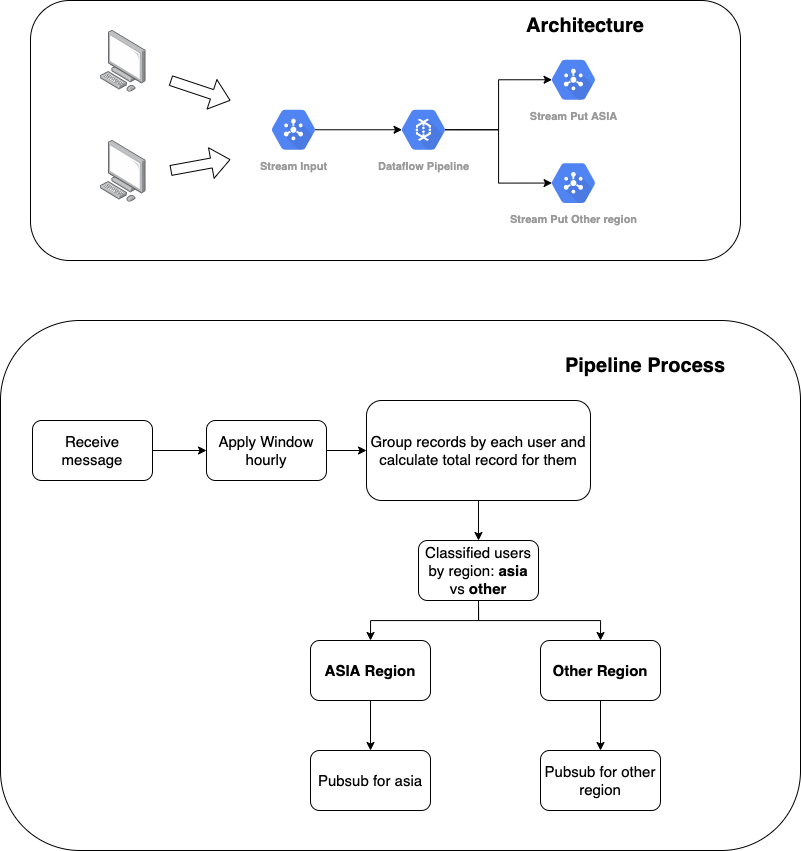 Architecture
Stream Put ASIA
Stream Input
Dataflow Pipeline
Stream Put Other region
Pipeline Process
Receive
message
Apply Window
hourly
Group records by each user and
calculate total record for them
Classified users
by region: asia
vs other
ASIA Region
Other Region
Pubsub for asia
Pubsub for other
region